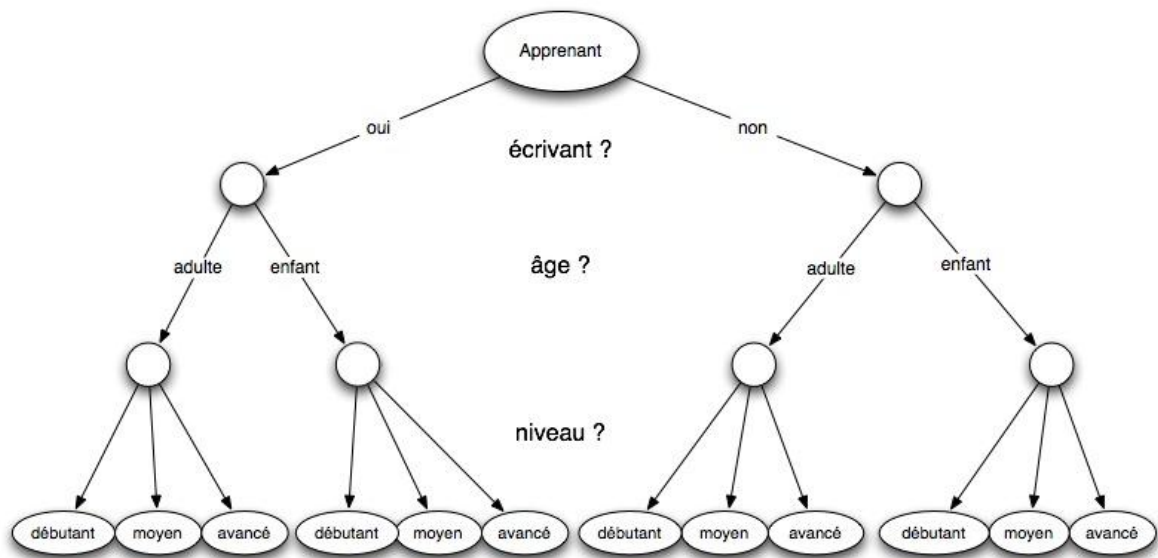 Apprenant
oui
non
écrivant ?
adulte
enfant
âge ?
adulte
enfant
niveau ?
débutant
moyen
avancé
débutant
moyen
avancé
débutant
moyen
avancé
débutant
moyen
avancé